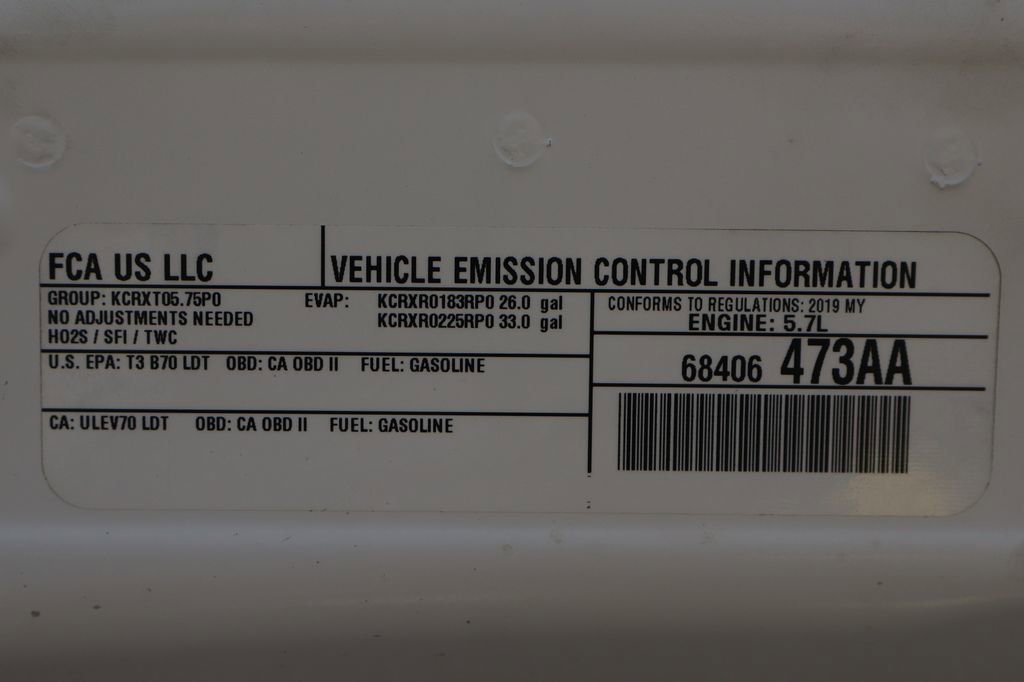 FCA US LLC
VEHICLE EMISSION CONTROL INFORMATION
GROUP: KCRXT05.75P0
NO ADJUSTMENTS NEEDED
HO2S / SFI / TWC
EVAP: KCRXR0183RP0 26.0 gal
KCRXR0225RP0 33.0 gal
U.S. EPA: T3 B70 LDT OBD: CA OBD II FUEL: GASOLINE
CA: ULEV70 LDT OBD: CA OBD II FUEL: GASOLINE
CONFORMS TO REGULATIONS: 2019 MY
ENGINE: 5.7L
68406 473AA